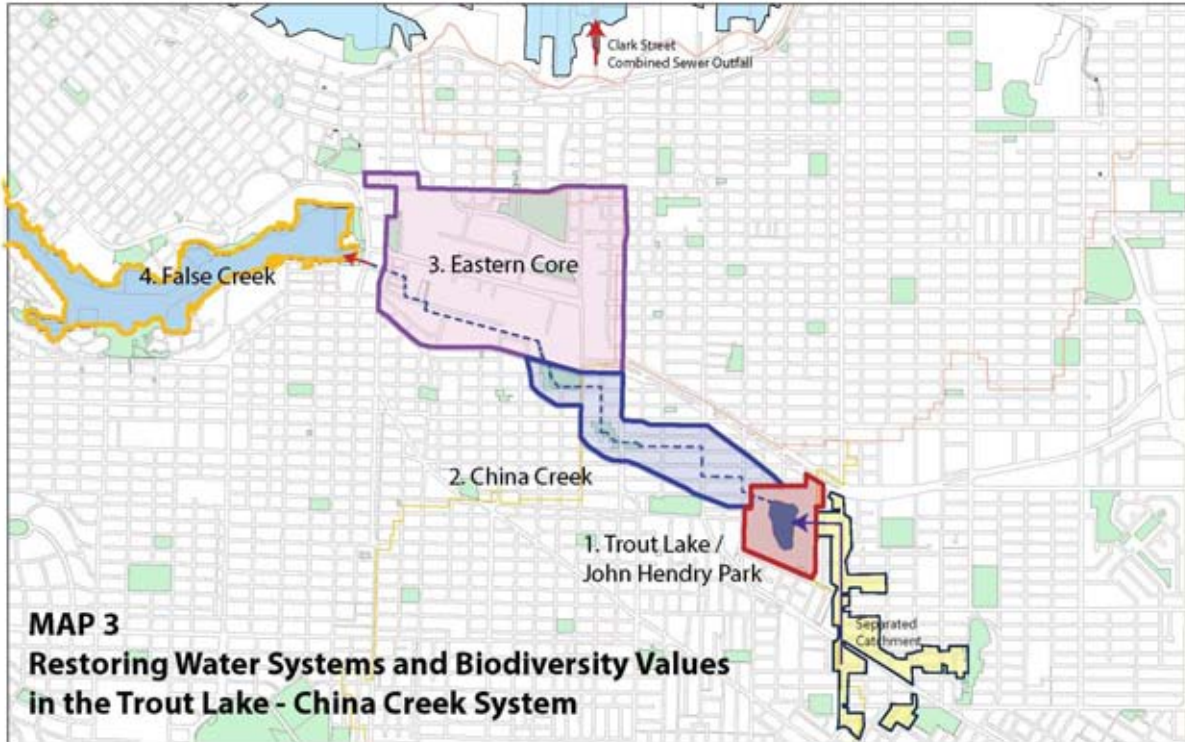 Clark Street
Combined Sewer Outfall
3. Eastern Core
4. False Creek
2. China Creek
1. Trout Lake /
John Hendry Park
Separated
Catchment
MAP 3
Restoring Water Systems and Biodiversity Values
in the Trout Lake - China Creek System